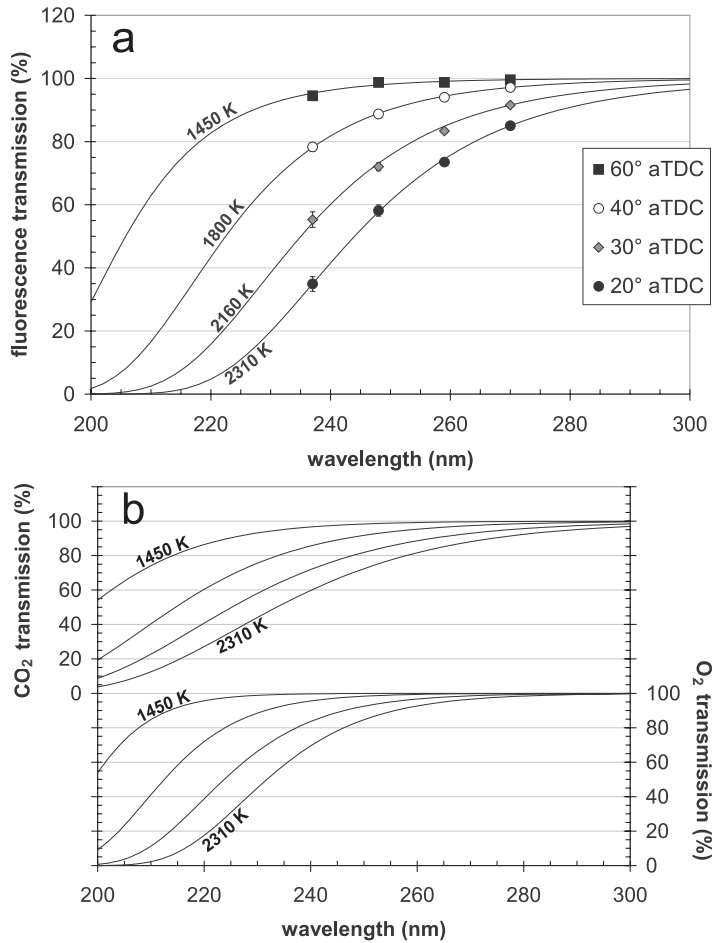 a
fluorescence transmission (%)
120
100
80
60
40
20
0
1450 K
1800 K
2160 K
2310 K
60° aTDC
40° aTDC
30° aTDC
20° aTDC
200
220
240
260
280
300
wavelength (nm)
b
CO₂ transmission (%)
100
80
60
40
20
0
1450 K
2310 K
1450 K
2310 K
O₂ transmission (%)
100
80
60
40
20
0
200
220
240
260
280
300
wavelength (nm)